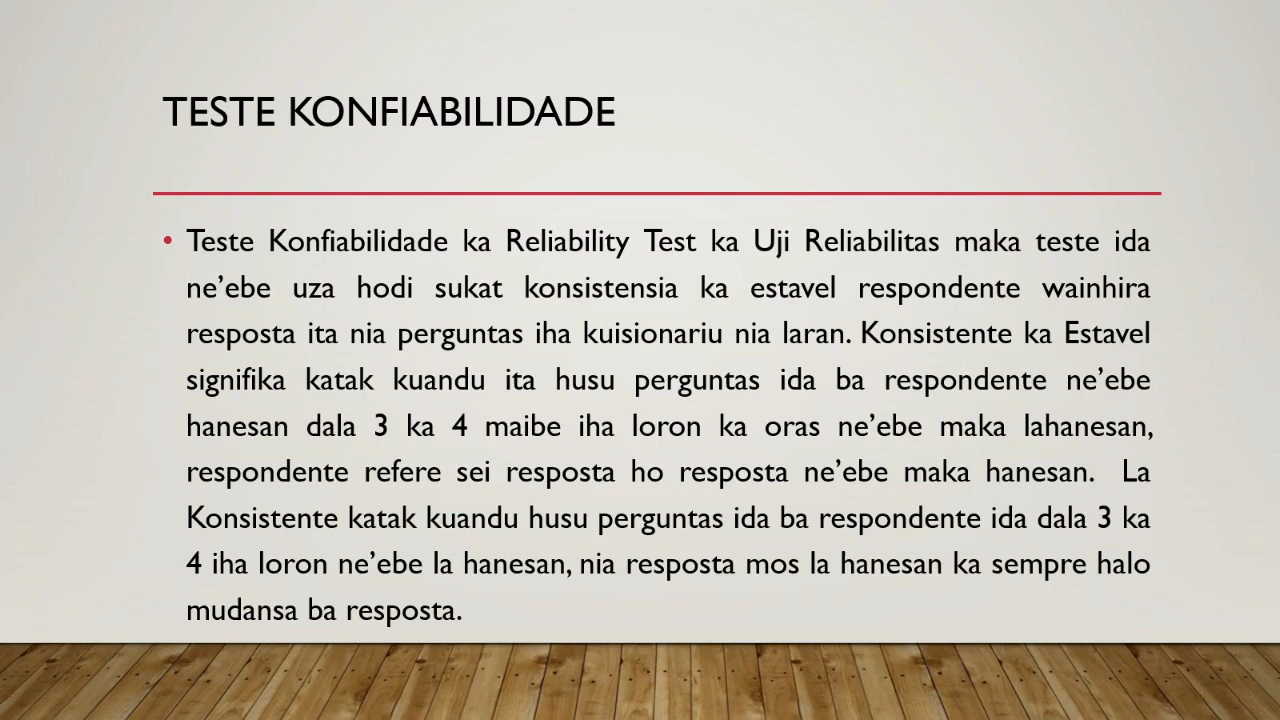 TESTE KONFIABILIDADE
• Teste Konfiabilidade ka Reliability Test ka Uji Reliabilitas maka teste ida
ne’ebe uza hodi sukat konsistensia ka estavel respondente wainhira
resposta ita nia perguntas iha kuisionariu nia laran. Konsistente ka Estavel
signifika katak kuandu ita husu perguntas ida ba respondente ne’ebe
hanesan dala 3 ka 4 maibe iha loron ka oras ne’ebe maka lahanesan,
respondente refere sei resposta ho resposta ne’ebe maka hanesan. La
Konsistente katak kuandu husu perguntas ida ba respondente ida dala 3 ka
4 iha loron ne’ebe la hanesan, nia resposta mos la hanesan ka sempre halo
mudansa ba resposta.